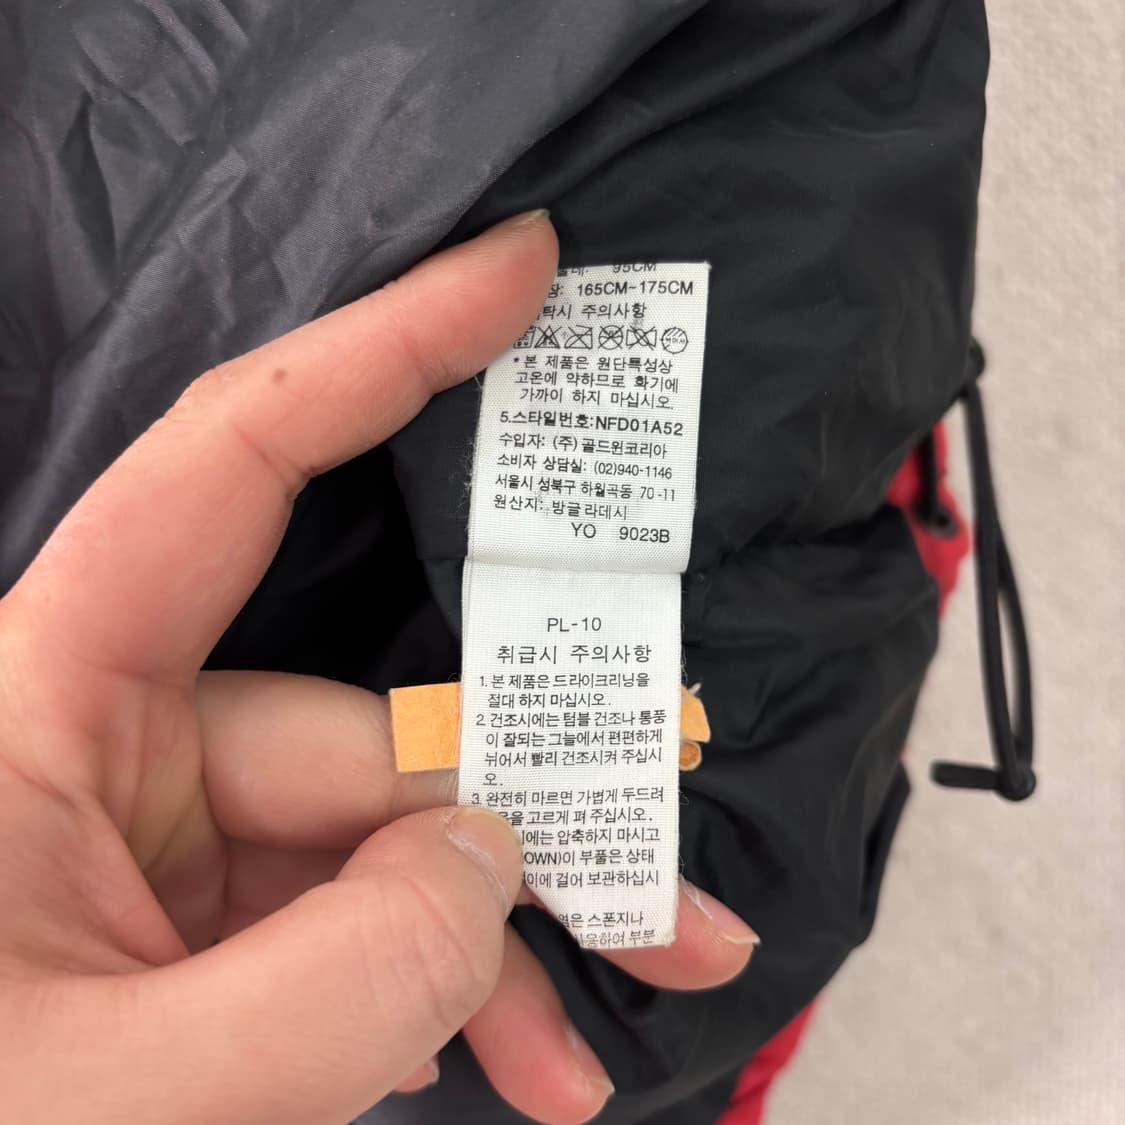 95CM
165CM~175CM
주의사항
*본 제품은 원단특성상
고온에 약하므로 화기에
가까이 하지 마십시오.
5.스타일번호:NFD01A52
수입자: (주) 골드윈코리아
소비자 상담실: (02)940-1146
서울시 성북구 하월곡동 70-11
원산지: 방글라데시
YO 9023B
PL-10
취급시 주의사항
1. 본 제품은 드라이크리닝을
절대 하지 마십시오.
2. 건조시에는 텀블 건조나 통풍
이 잘되는 그늘에서 편편하게
뉘어서 빨리 건조시켜 주십시
오.
3. 완전히 마르면 가볍게 두드려
고르게 펴 주십시오.
압축하지 마시고
부풀은 상태
걸어 보관하십시
스폰지나
부분